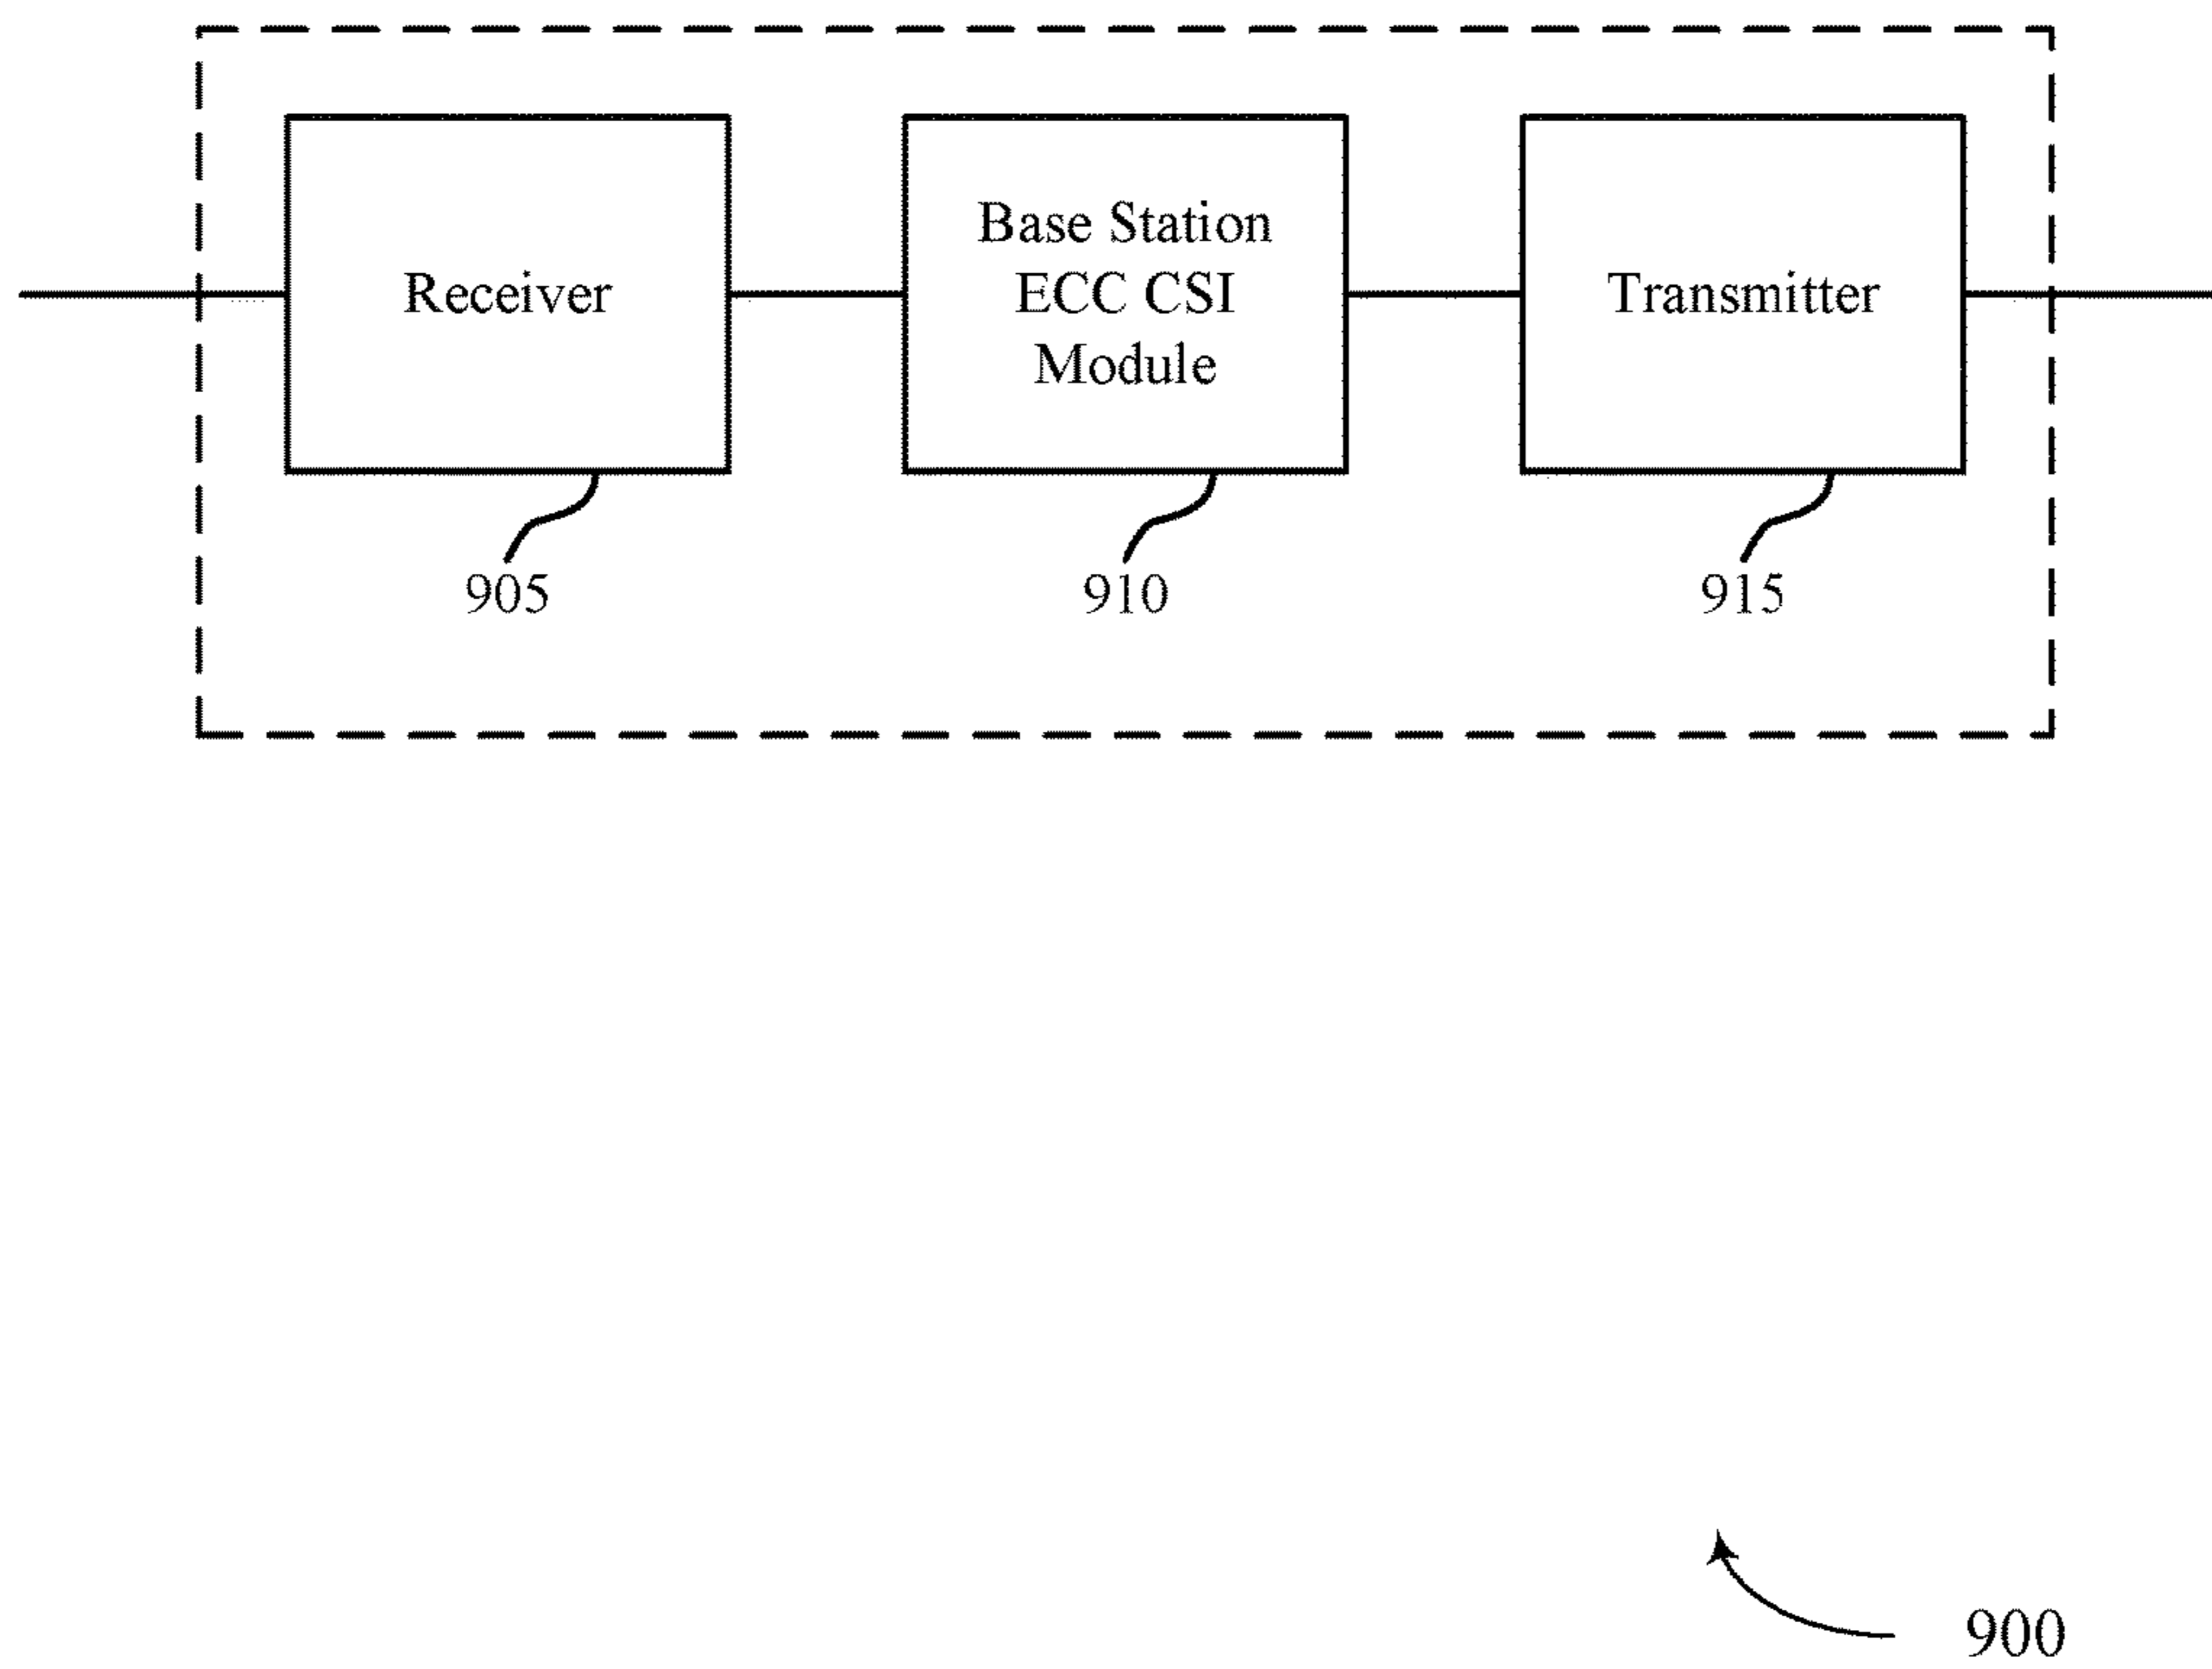 Receiver
Base Station
ECC CSI
Module
Transmitter
905
910
915
900